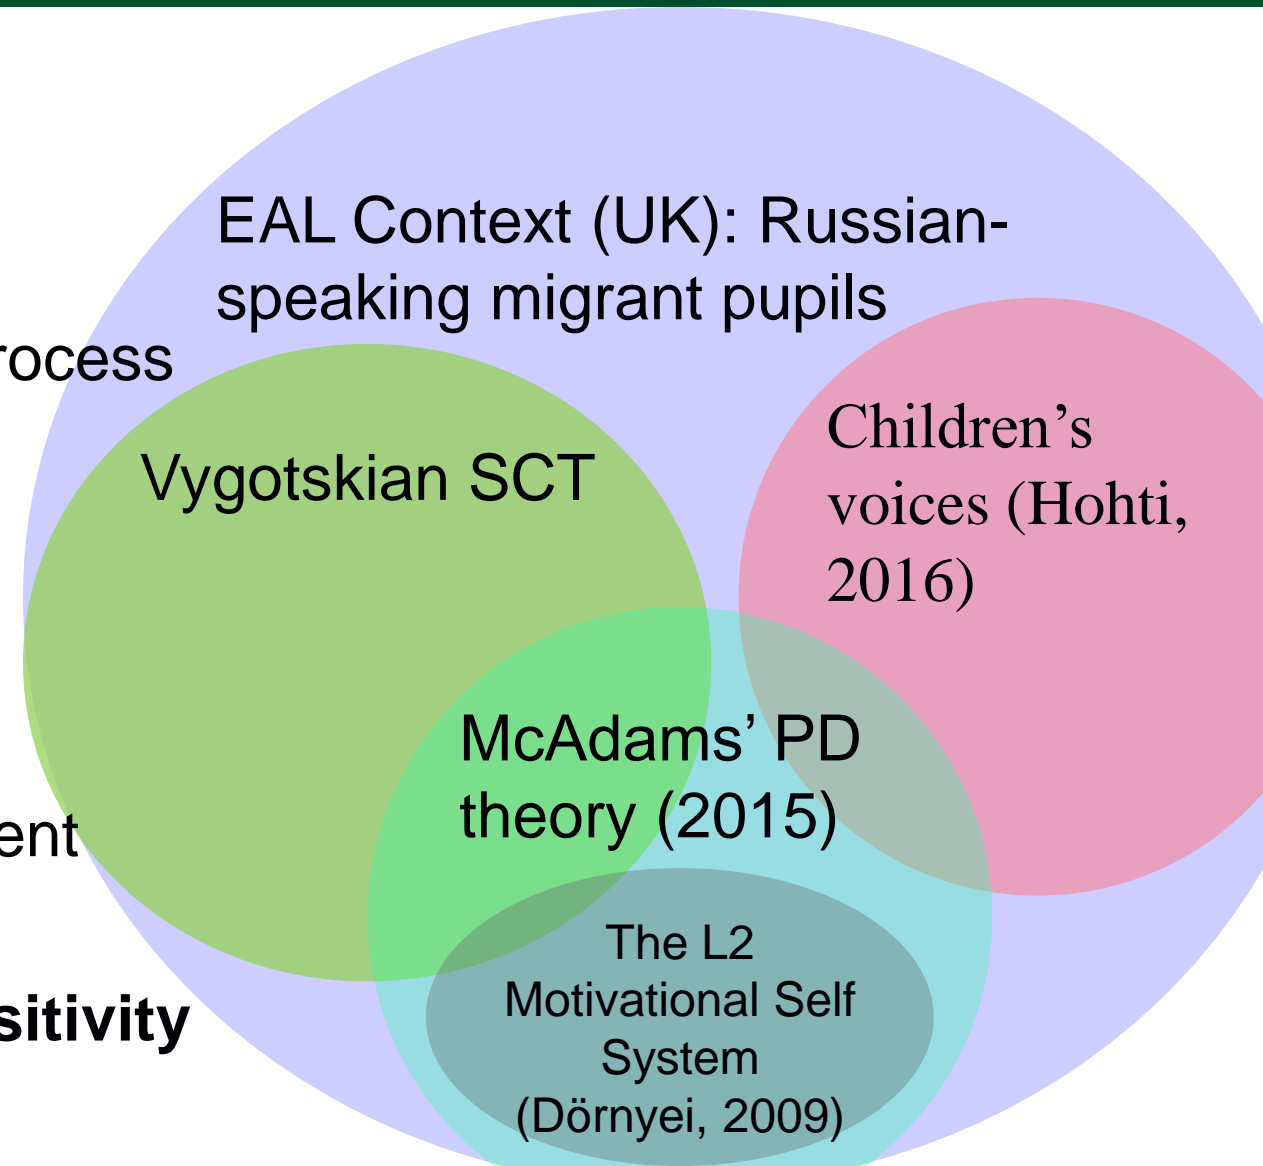 EAL Context (UK): Russian-
speaking migrant pupils
rocess
Vygotskian SCT
Children’s
voices (Hohti,
2016)
McAdams’ PD
theory (2015)
ent
The L2
Motivational Self
System
(Dörnyei, 2009)
sitivity